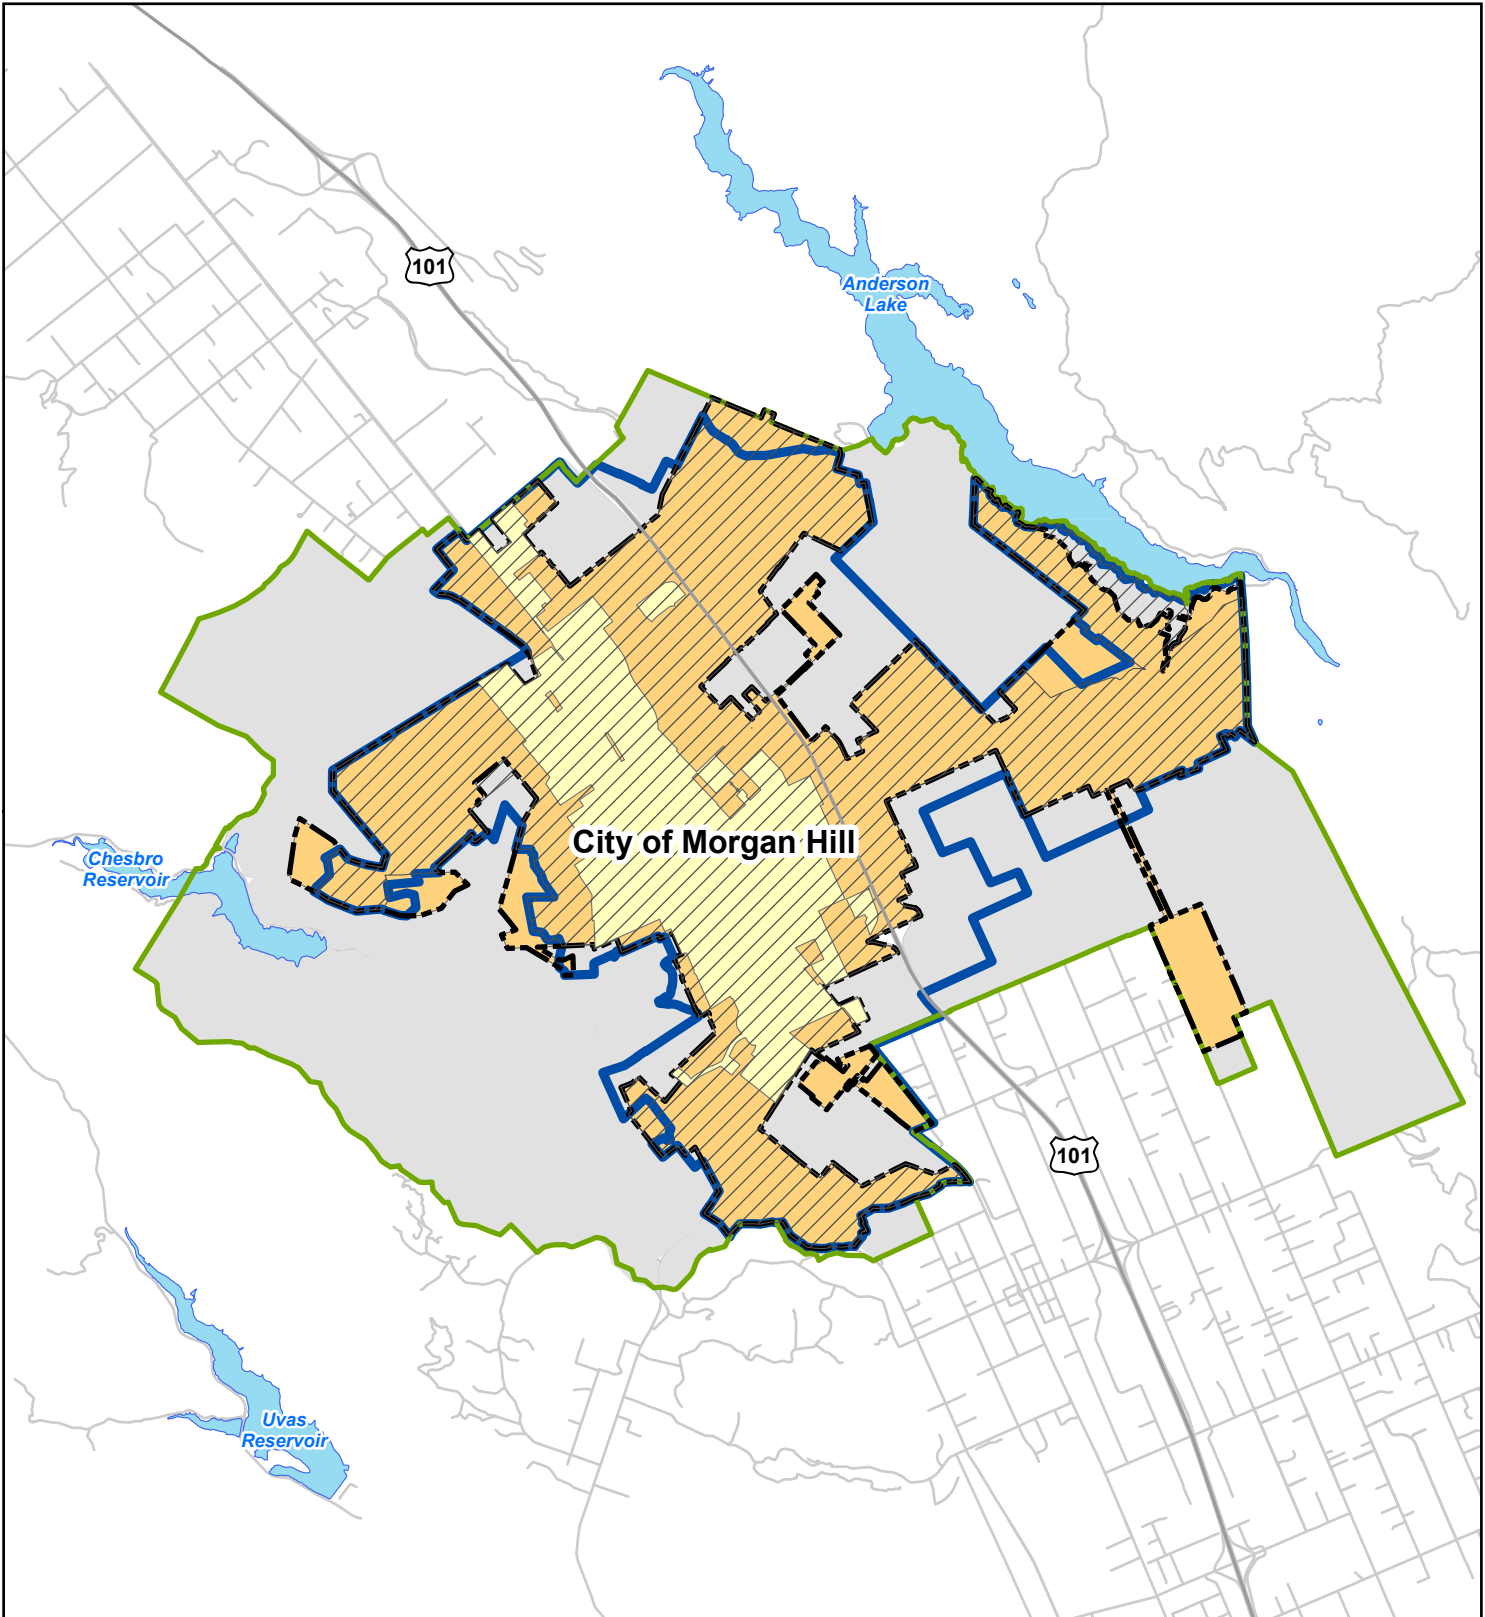 101
Anderson
Lake
City of Morgan Hill
Chesbro
Reservoir
101
Uvas
Reservoir